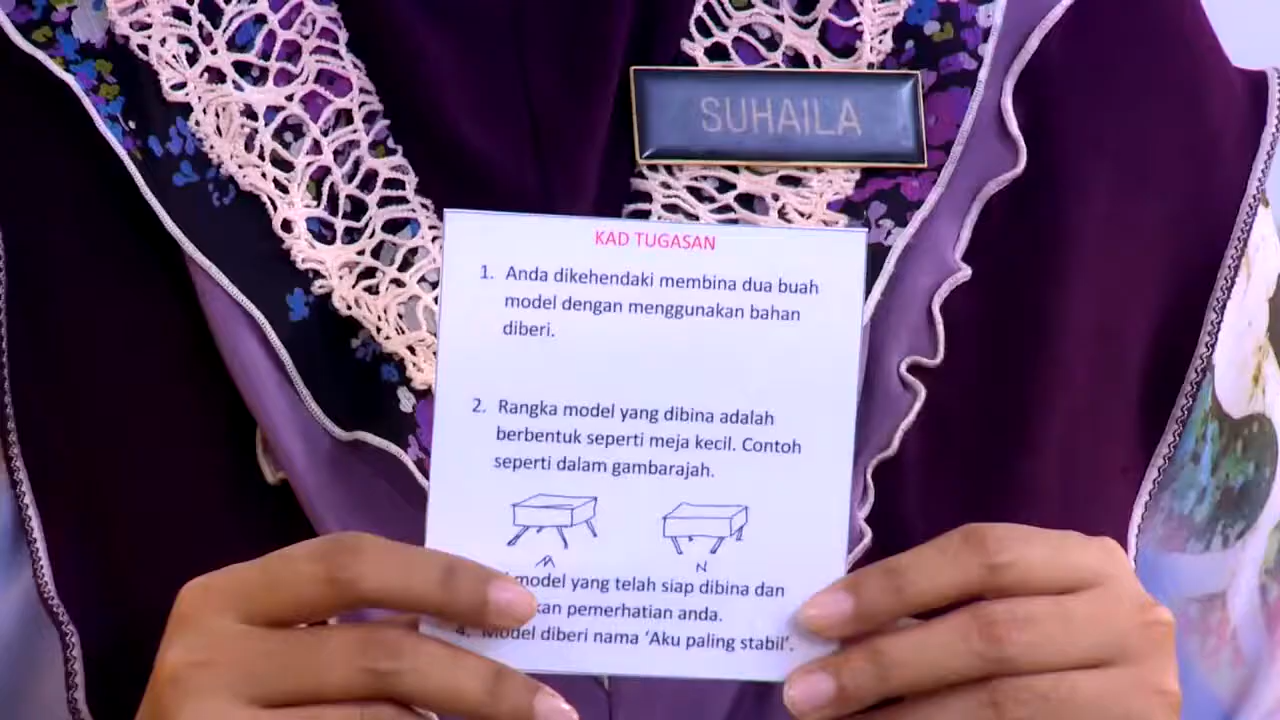 SUHAILA
KAD TUGASAN
1. Anda dikehendaki membina dua buah
model dengan menggunakan bahan
diberi.
2. Rangka model yang dibina adalah
berbentuk seperti meja kecil. Contoh
seperti dalam gambarajah.
M N
model yang telah siap dibina dan
kan pemerhatian anda.
4. Model diberi nama ‘Aku paling stabil’.